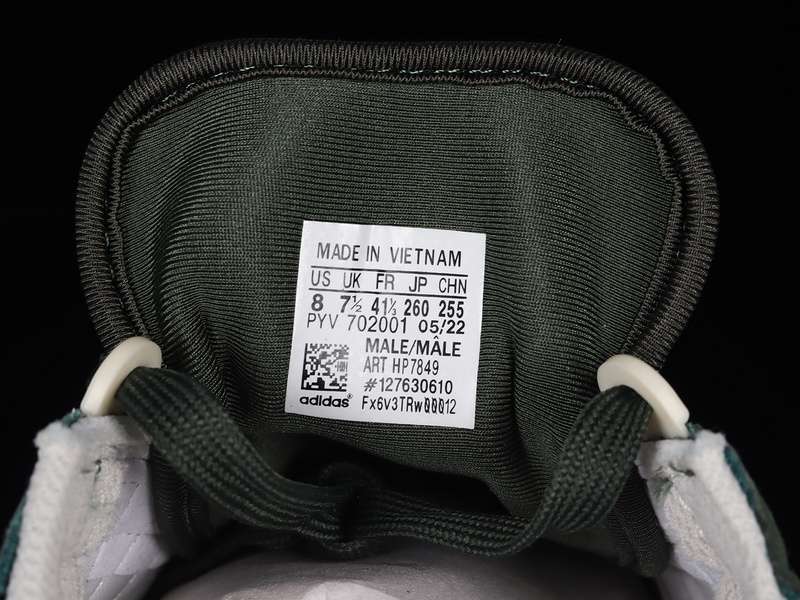 MADE IN VIETNAM
US UK FR JP CHN
8 7½ 41⅓ 260 255
PYV 702001 05/22
MALE/MÂLE
ART HP7849
#127630610
adidas® Fx6V3TRw00012